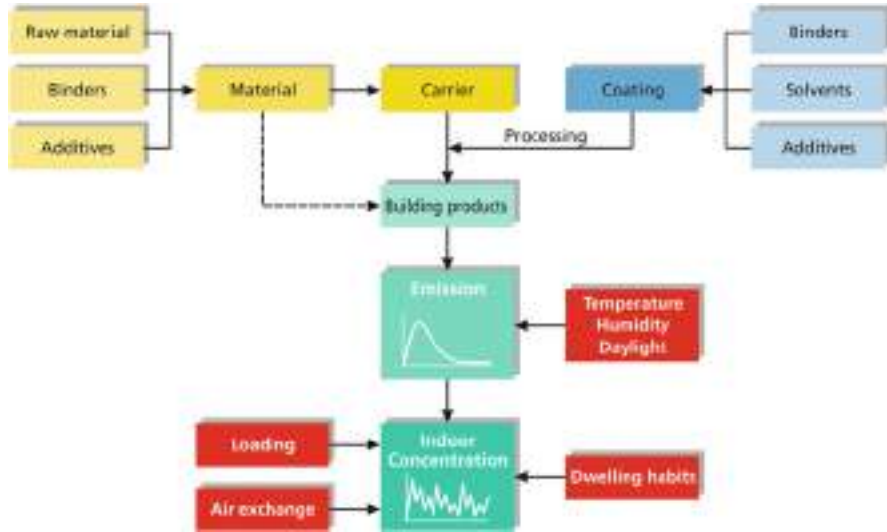 Raw material
Binders
Binders
Material
Carrier
Coating
Solvents
Additives
Processing
Additives
Building products
Emission
Temperature
Humidity
Daylight
Loading
Indoor
Concentration
Dwelling habits
Air exchange